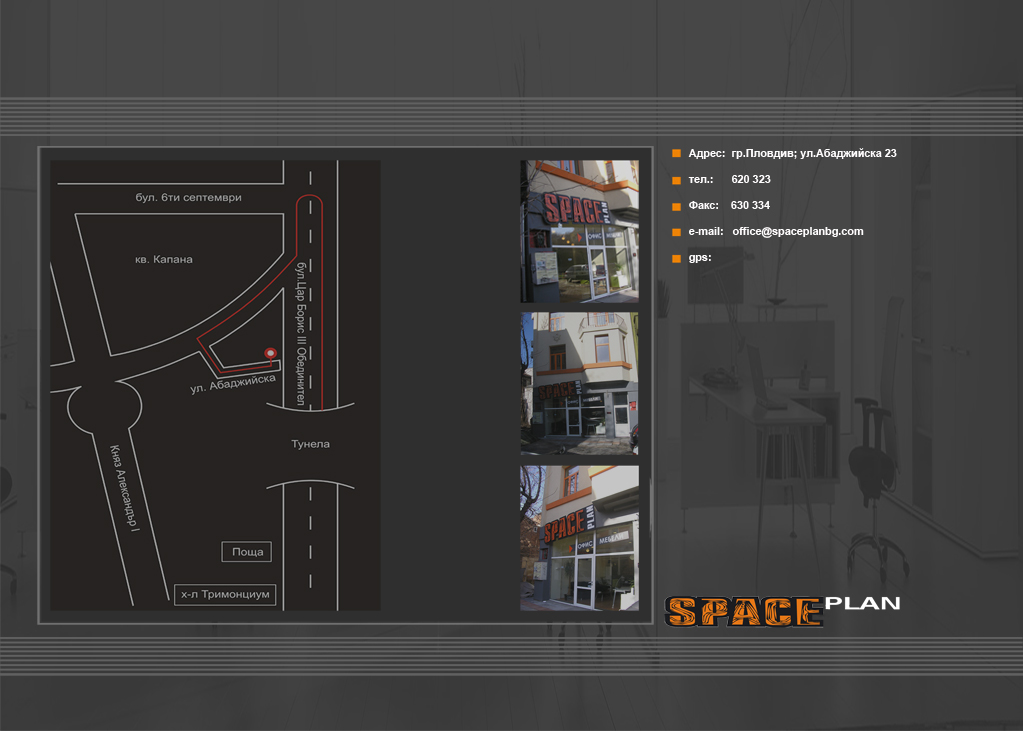 бул. 6ти септември
кв. Капана
бул.Цар Борис III Обединител
ул. Абаджийска
Тунела
Княз Александър I
Поща
х-л Тримонциум
SPACE PLAN
ОФИС
SPACE PLAN
SPACE PLAN
ОФИС
Адрес: гр.Пловдив; ул.Абаджийска 23
тел.: 620 323
Факс: 630 334
e-mail: office@spaceplanbg.com
gps:
SPACE PLAN